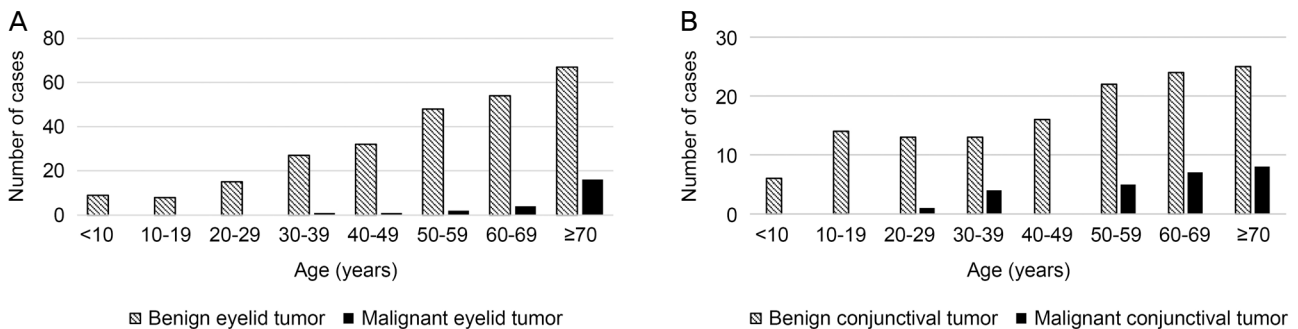 A
Number of cases
80
60
40
20
0
<10 10-19 20-29 30-39 40-49 50-59 60-69 ≥70
Age (years)
Benign eyelid tumor Malignant eyelid tumor
B
Number of cases
30
20
10
0
<10 10-19 20-29 30-39 40-49 50-59 60-69 ≥70
Age (years)
Benign conjunctival tumor Malignant conjunctival tumor